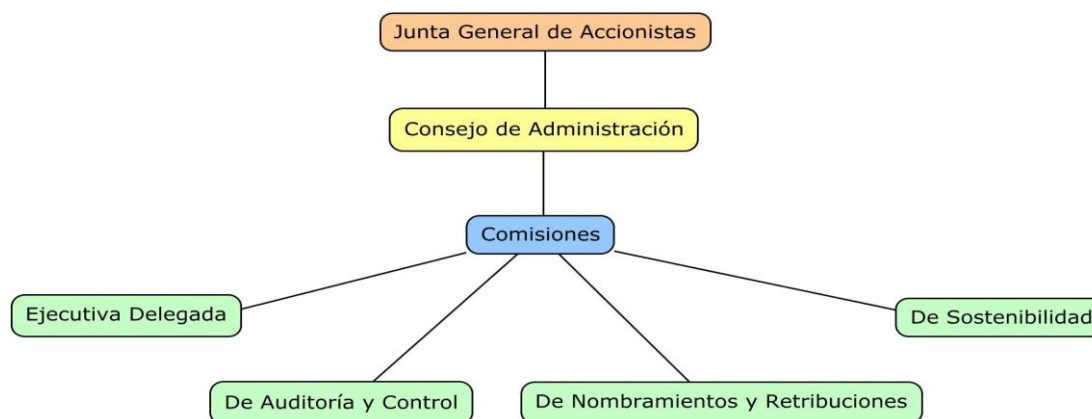 Junta General de Accionistas
Consejo de Administración
Comisiones
Ejecutiva Delegada
De Sostenibilidad
De Auditoría y Control
De Nombramientos y Retribuciones